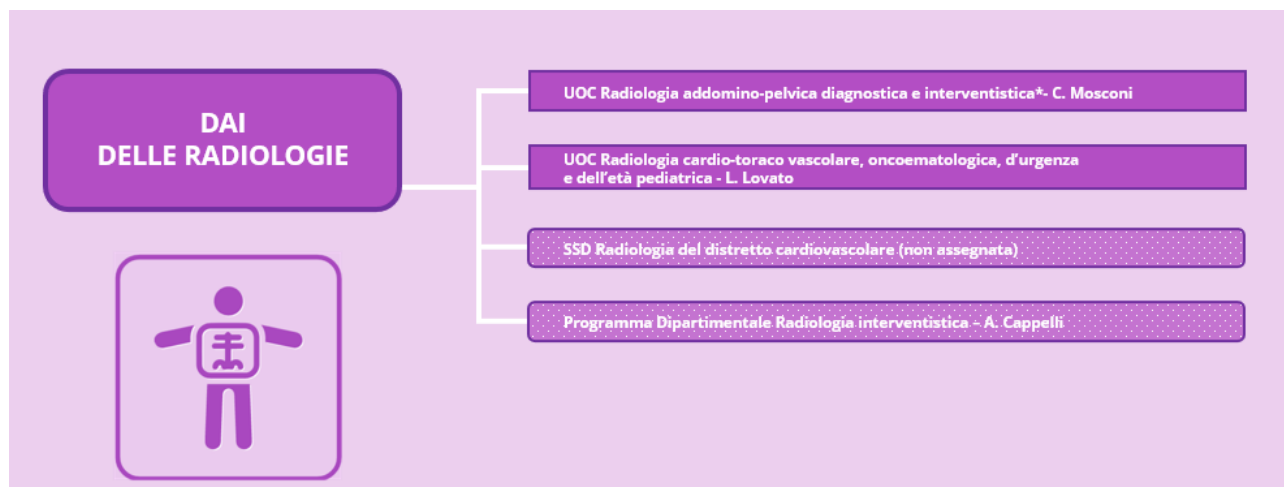 DAI
DELLE RADIOLOGIE
UOC Radiologia addomino-pelvica diagnostica e interventistica*- C. Mosconi
UOC Radiologia cardio-toraco vascolare, oncoematologica, d’urgenza
e dell’età pediatrica - L. Lovato
SSD Radiologia del distretto cardiovascolare (non assegnata)
Programma Dipartimentale Radiologia interventistica – A. Cappelli